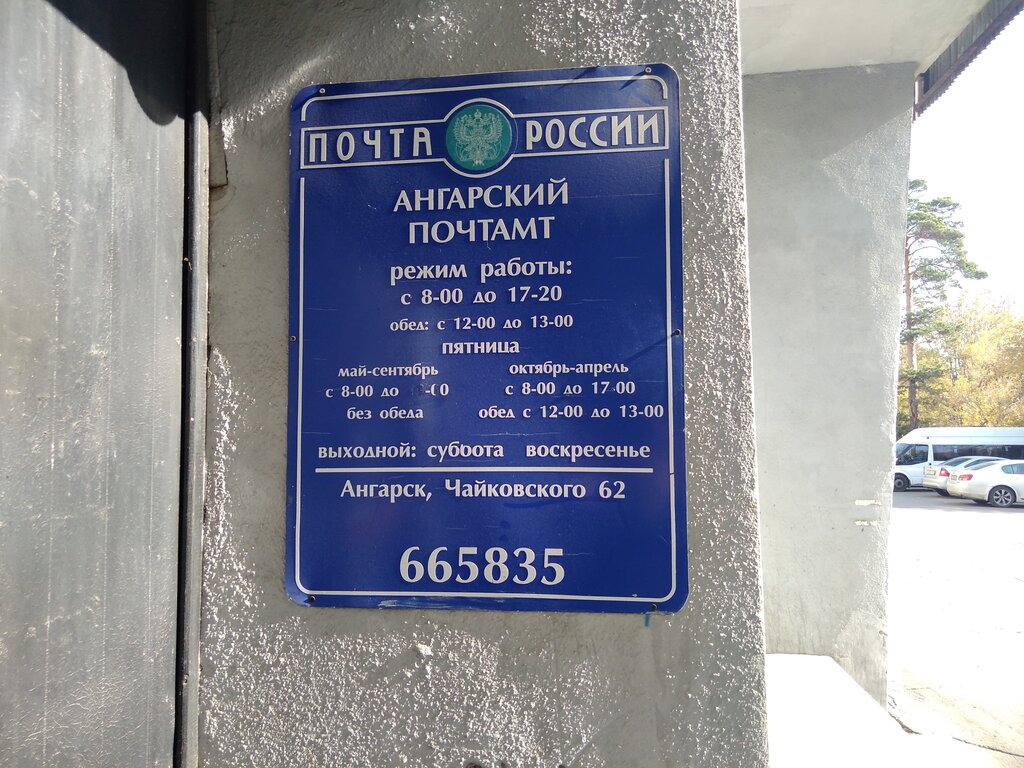 ПОЧТА РОССИИ
АНГАРСКИЙ
ПОЧТАМТ
режим работы:
с 8-00 до 17-20
обед: с 12-00 до 13-00
пятница
май-сентябрь октябрь-апрель
с 8-00 до с 8-00 до 17-00
без обеда обед с 12-00 до 13-00
выходной: суббота воскресенье
Ангарск, Чайковского 62
665835